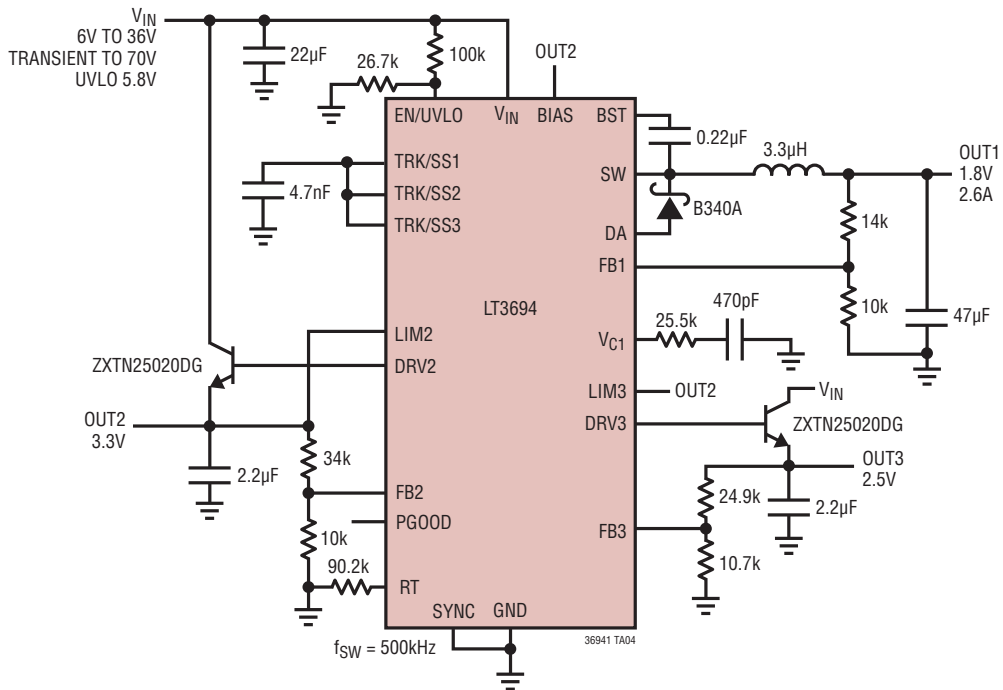 VIN
6V TO 36V
TRANSIENT TO 70V
UVLO 5.8V
22µF
26.7k
100k
OUT2
EN/UVLO
VIN
BIAS
BST
0.22µF
3.3µH
OUT1
1.8V
2.6A
TRK/SS1
TRK/SS2
TRK/SS3
4.7nF
SW
B340A
DA
14k
FB1
LT3694
10k
47µF
470pF
25.5k
VC1
LIM2
ZXTN25020DG
DRV2
LIM3
OUT2
VIN
DRV3
ZXTN25020DG
OUT2
3.3V
34k
2.2µF
FB2
PGOOD
10k
90.2k
RT
OUT3
2.5V
24.9k
2.2µF
FB3
10.7k
SYNC
GND
fSW = 500kHz
36941 TA04